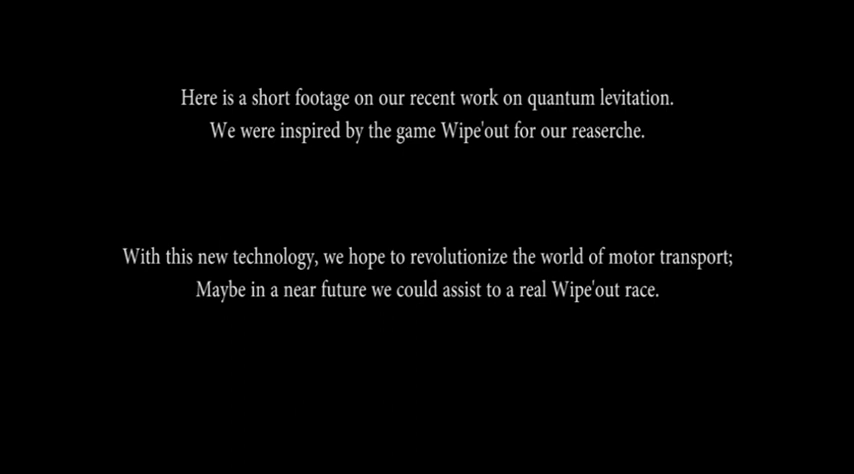 Here is a short footage on our recent work on quantum levitation.
We were inspired by the game Wipe'out for our reaserche.
With this new technology, we hope to revolutionize the world of motor transport;
Maybe in a near future we could assist to a real Wipe'out race.